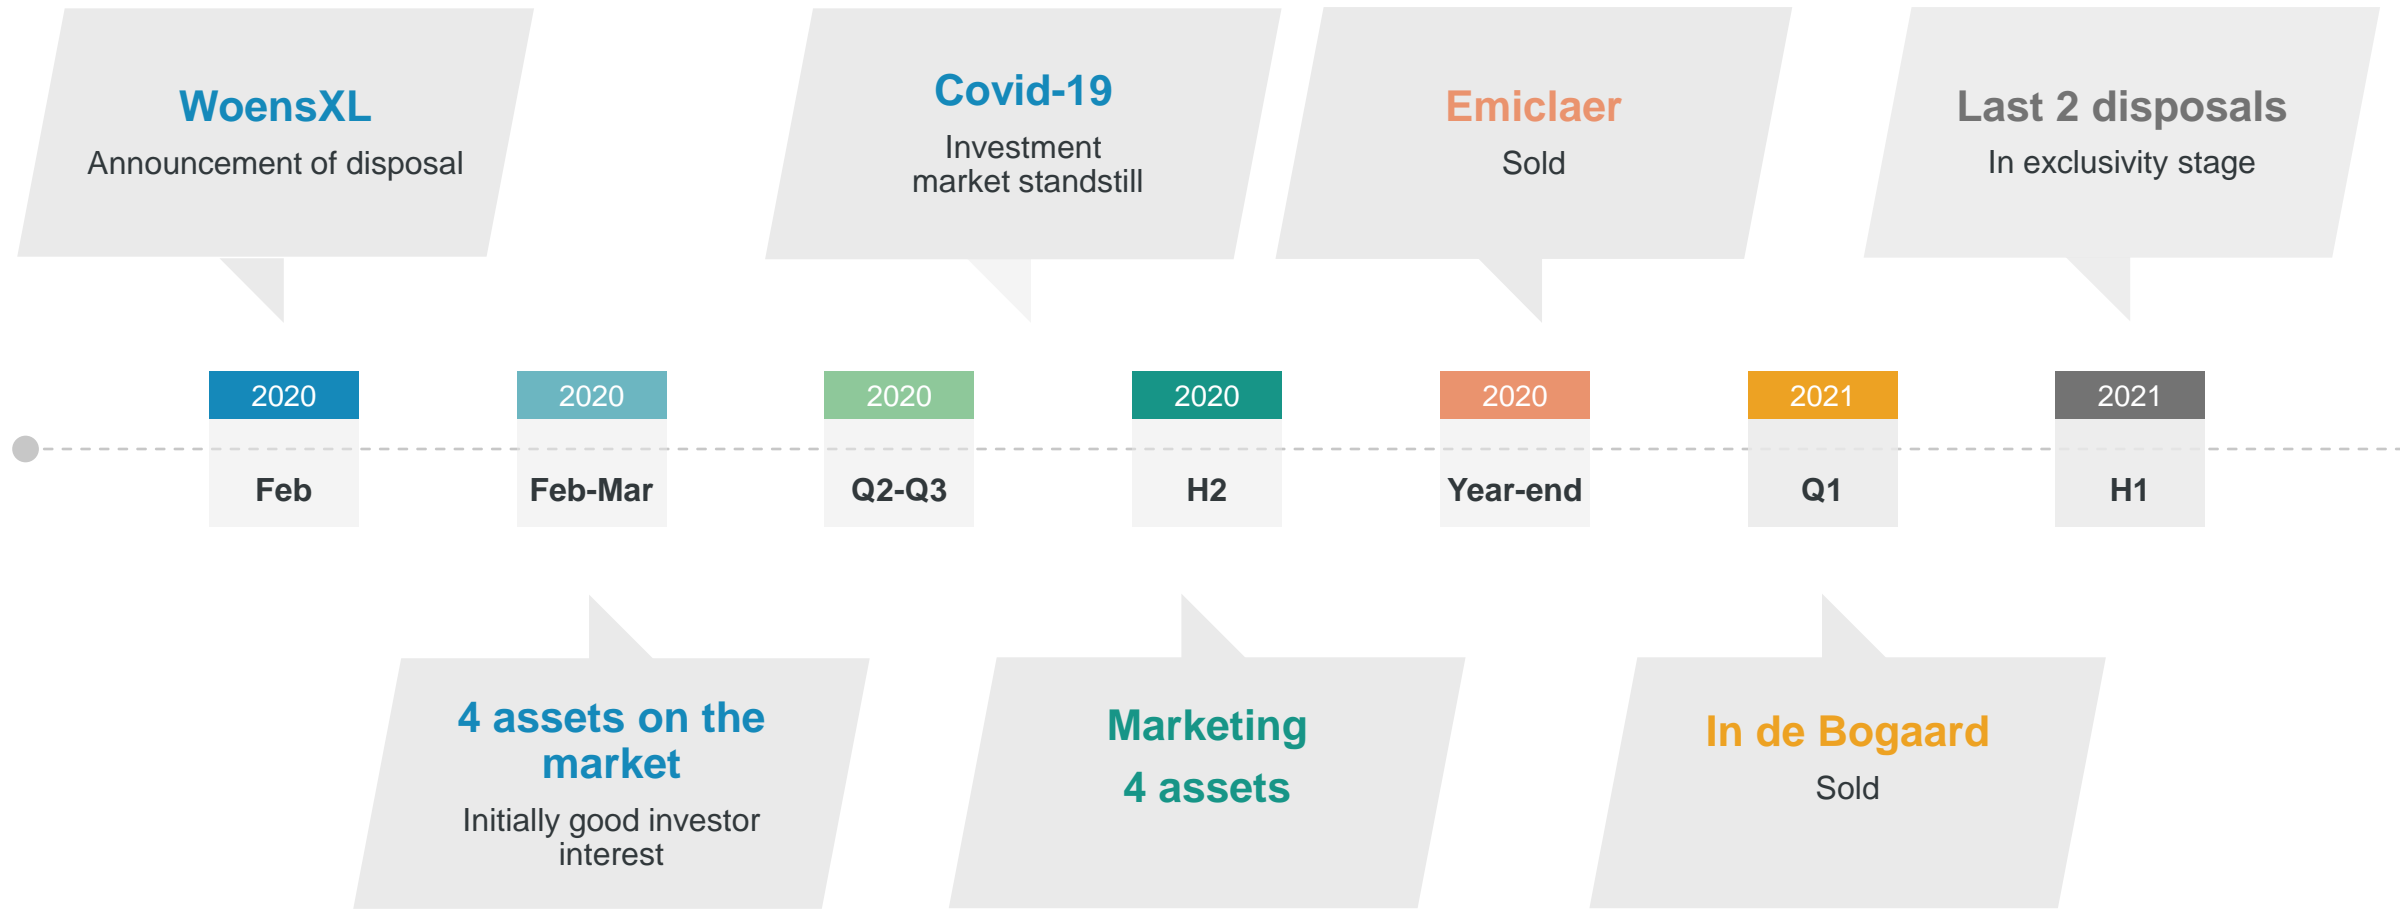 WoensXL
Announcement of disposal
Covid-19
Investment
market standstill
Emiclaer
Sold
Last 2 disposals
In exclusivity stage
2020
2020
2020
2020
2020
2021
2021
Feb
Feb-Mar
Q2-Q3
H2
Year-end
Q1
H1
4 assets on the
market
Initially good investor
interest
Marketing
4 assets
In de Bogaard
Sold